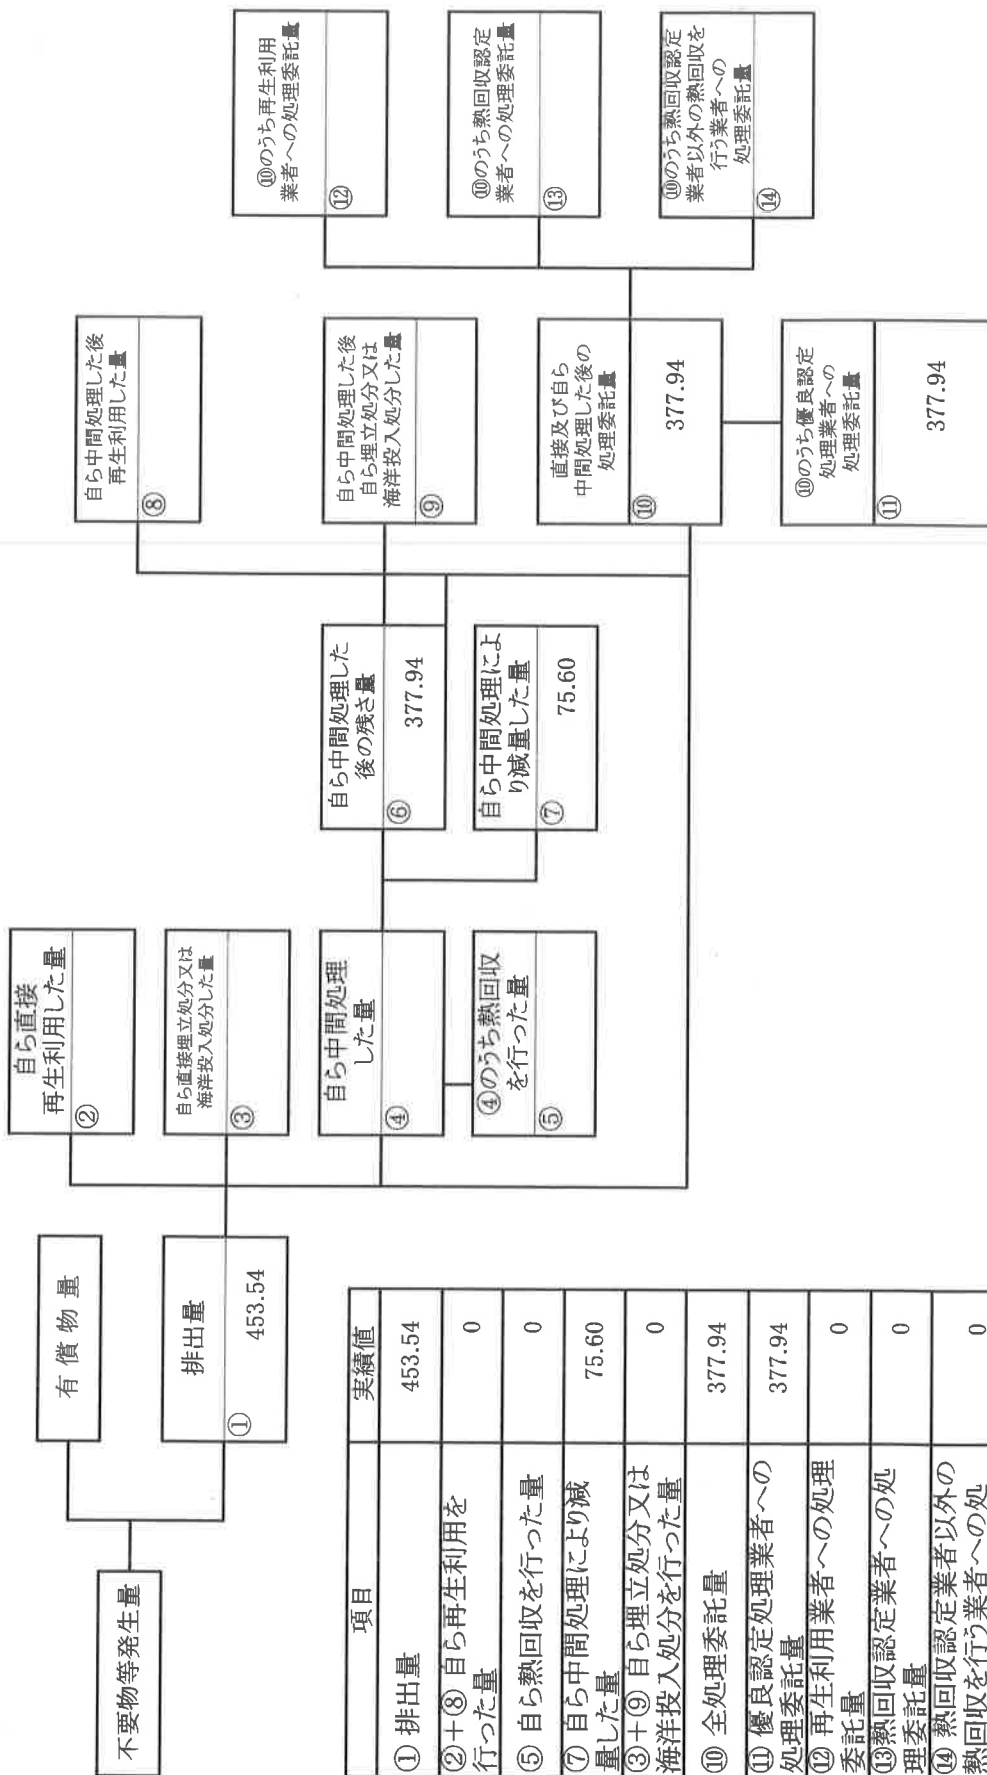 不要物等発生量
有償物量
排出量
①
453.54
自ら直接
再生利用した量
②
自ら直接埋立処分又は
海洋投入処分した量
③
自ら中間処理
した量
④
④のうち熱回収
を行った量
⑤
自ら中間処理した
後の残さ量
⑥
377.94
自ら中間処理によ
り減量した量
⑦
75.60
自ら中間処理した後
再生利用した量
⑧
自ら中間処理した後
自ら埋立処分又は
海洋投入処分した量
⑨
直接及び自ら
中間処理した後の
処理委託量
⑩
377.94
⑩のうち優良認定
処理業者への
処理委託量
⑪
377.94
⑩のうち再生利用
業者への処理委託量
⑫
⑩のうち熱回収認定
業者への処理委託量
⑬
⑩のうち熱回収認定
業者以外の熱回収を
行う業者への
処理委託量
⑭
項目 実績値
① 排出量 453.54
②+⑧ 自ら再生利用を
行った量 0
⑤ 自ら熱回収を行った量 0
⑦ 自ら中間処理により減
量した量 75.60
③+⑨ 自ら埋立処分又は
海洋投入処分を行った量 0
⑩ 全処理委託量 377.94
⑪ 優良認定処理業者への
処理委託量 377.94
⑫ 再生利用業者への処理
委託量 0
⑬熱回収認定業者への処
理委託量 0
⑭ 熱回収認定業者以外の
熱回収を行う業者への処 0